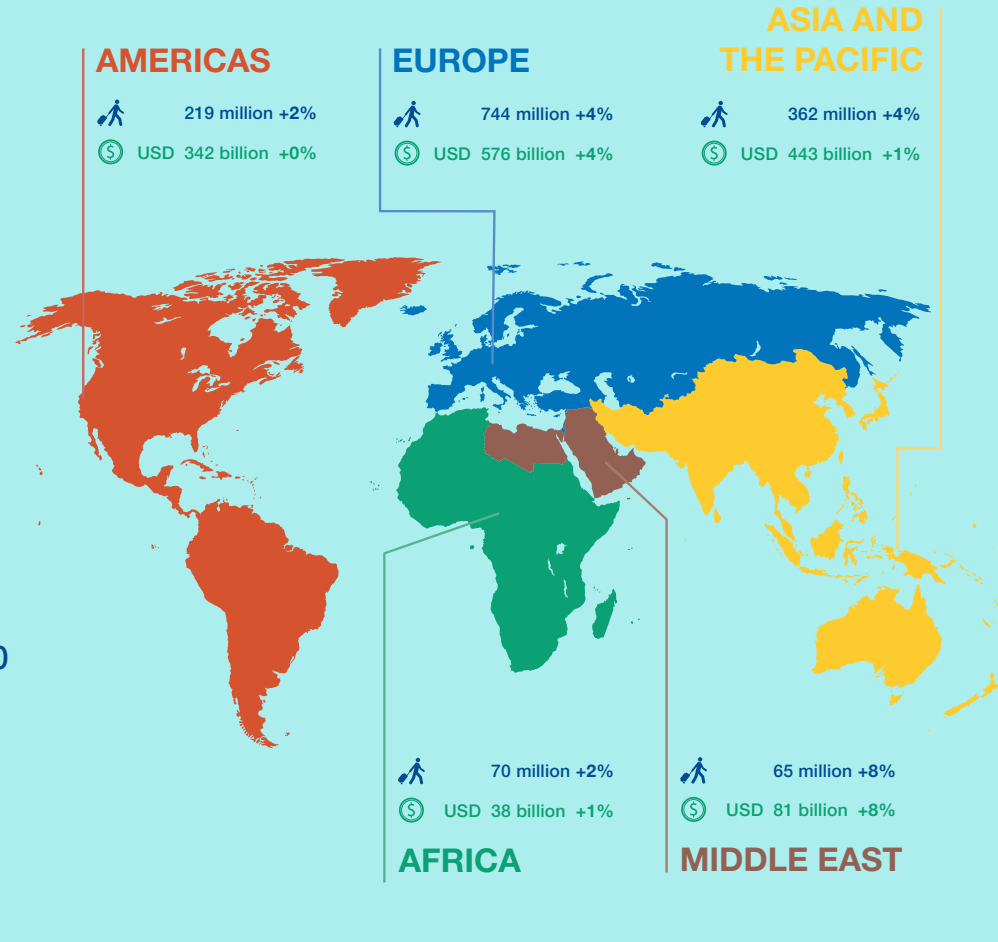 AMERICAS
219 million +2%
$
USD 342 billion +0%
EUROPE
744 million +4%
$
USD 576 billion +4%
ASIA AND
THE PACIFIC
362 million +4%
$
USD 443 billion +1%
0
70 million +2%
$
USD 38 billion +1%
AFRICA
65 million +8%
$
USD 81 billion +8%
MIDDLE EAST